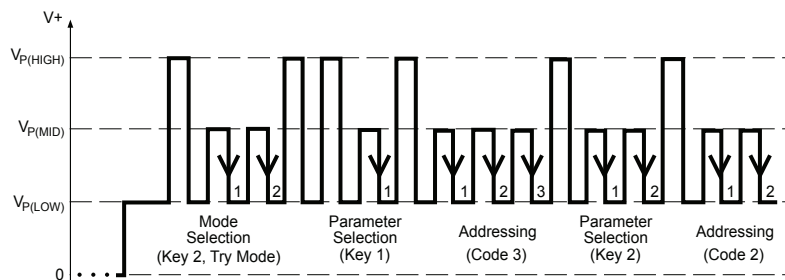 V+
VP(HIGH)
VP(MID)
1 2 1 1 2 3 1 2 1 2
VP(LOW)
Mode
Selection
(Key 2, Try Mode)
Parameter
Selection
(Key 1)
Addressing
(Code 3)
Parameter
Selection
(Key 2)
Addressing
(Code 2)
0